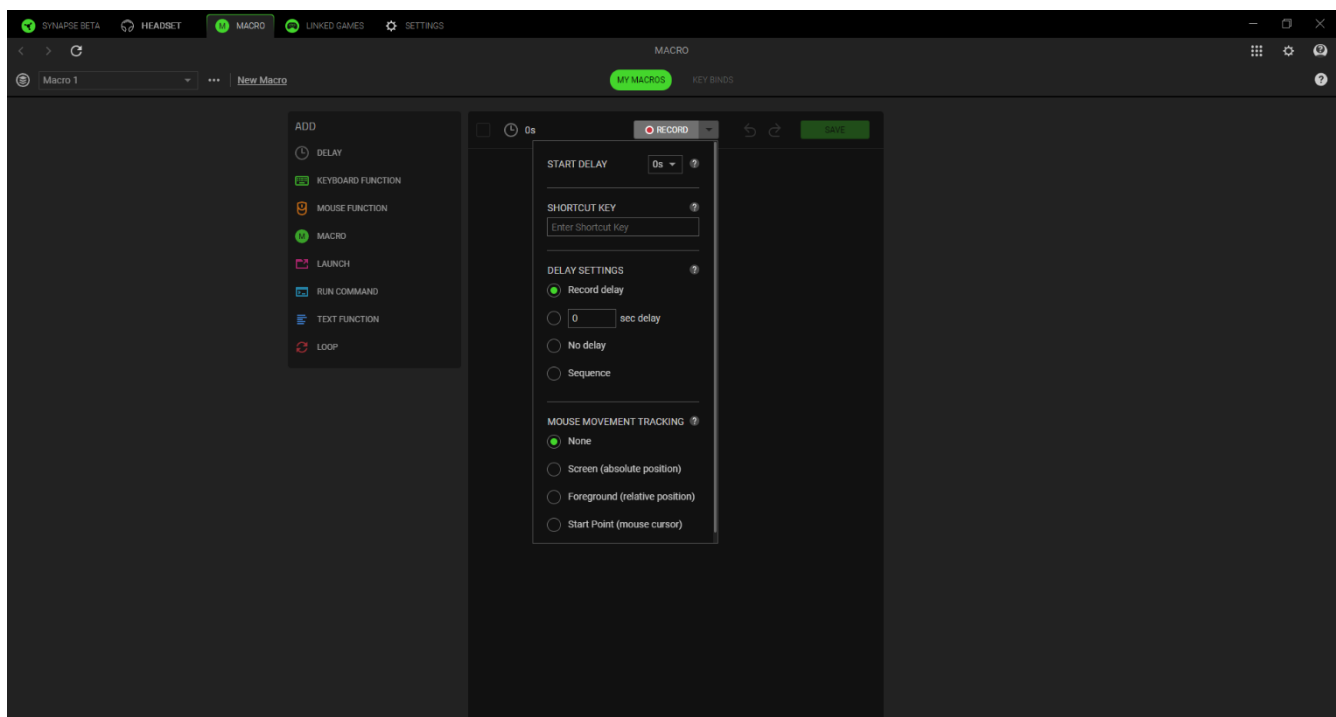 SYNAPSE BETA HEADSET M MACRO LINKED GAMES SETTINGS
MACRO
Macro 1 New Macro MY MACROS KEY BINDS
ADD
DELAY
KEYBOARD FUNCTION
MOUSE FUNCTION
M MACRO
LAUNCH
RUN COMMAND
TEXT FUNCTION
LOOP
0s RECORD SAVE
START DELAY 0s ?
SHORTCUT KEY ?
Enter Shortcut Key
DELAY SETTINGS ?
Record delay
0 sec delay
No delay
Sequence
MOUSE MOVEMENT TRACKING ?
None
Screen (absolute position)
Foreground (relative position)
Start Point (mouse cursor)